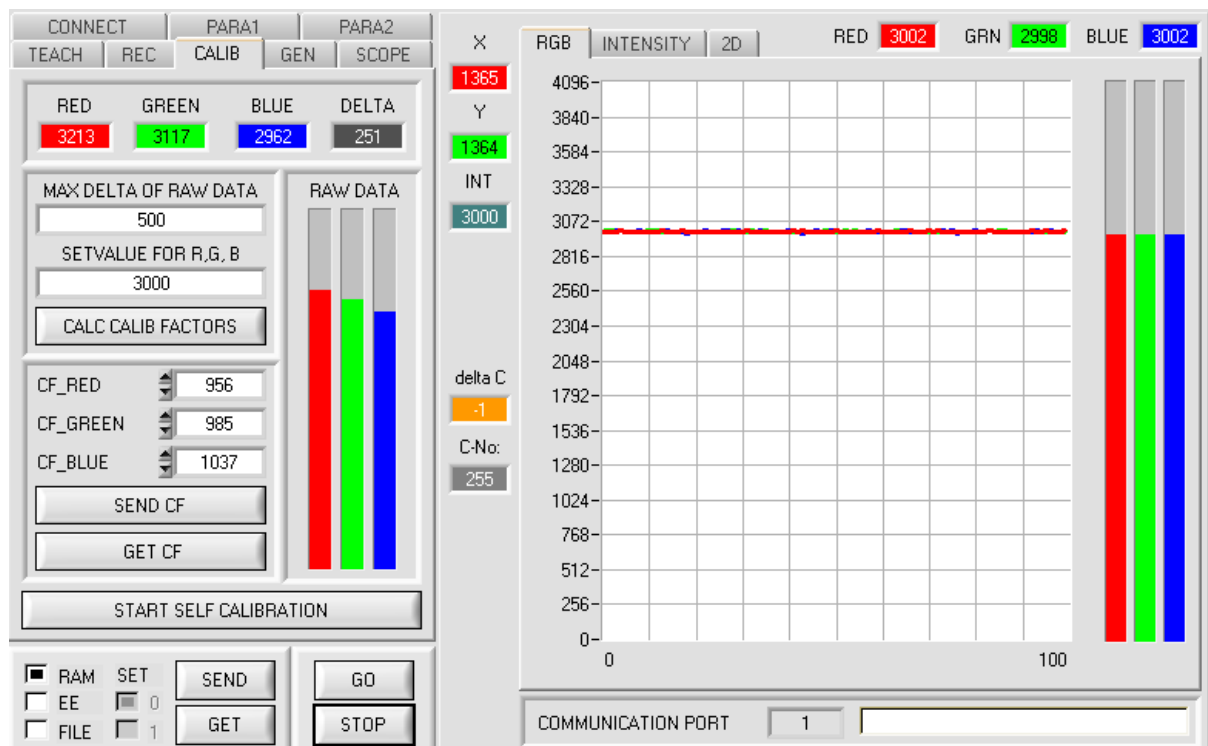 CONNECT PARA1 PARA2
TEACH REC CALIB GEN SCOPE
RED GREEN BLUE DELTA
3213 3117 2962 251
MAX DELTA OF RAW DATA
500
SETVALUE FOR R,G, B
3000
CALC CALIB FACTORS
RAW DATA
CF_RED 956
CF_GREEN 985
CF_BLUE 1037
SEND CF
GET CF
START SELF CALIBRATION
RAM SET SEND GO
EE 0
FILE 1 GET STOP
X
1365
Y
1364
INT
3000
delta C
-1
C-No:
255
RGB INTENSITY 2D RED 3002 GRN 2998 BLUE 3002
4096
3840
3584
3328
3072
2816
2560
2304
2048
1792
1536
1280
1024
768
512
256
0
0 100
COMMUNICATION PORT 1